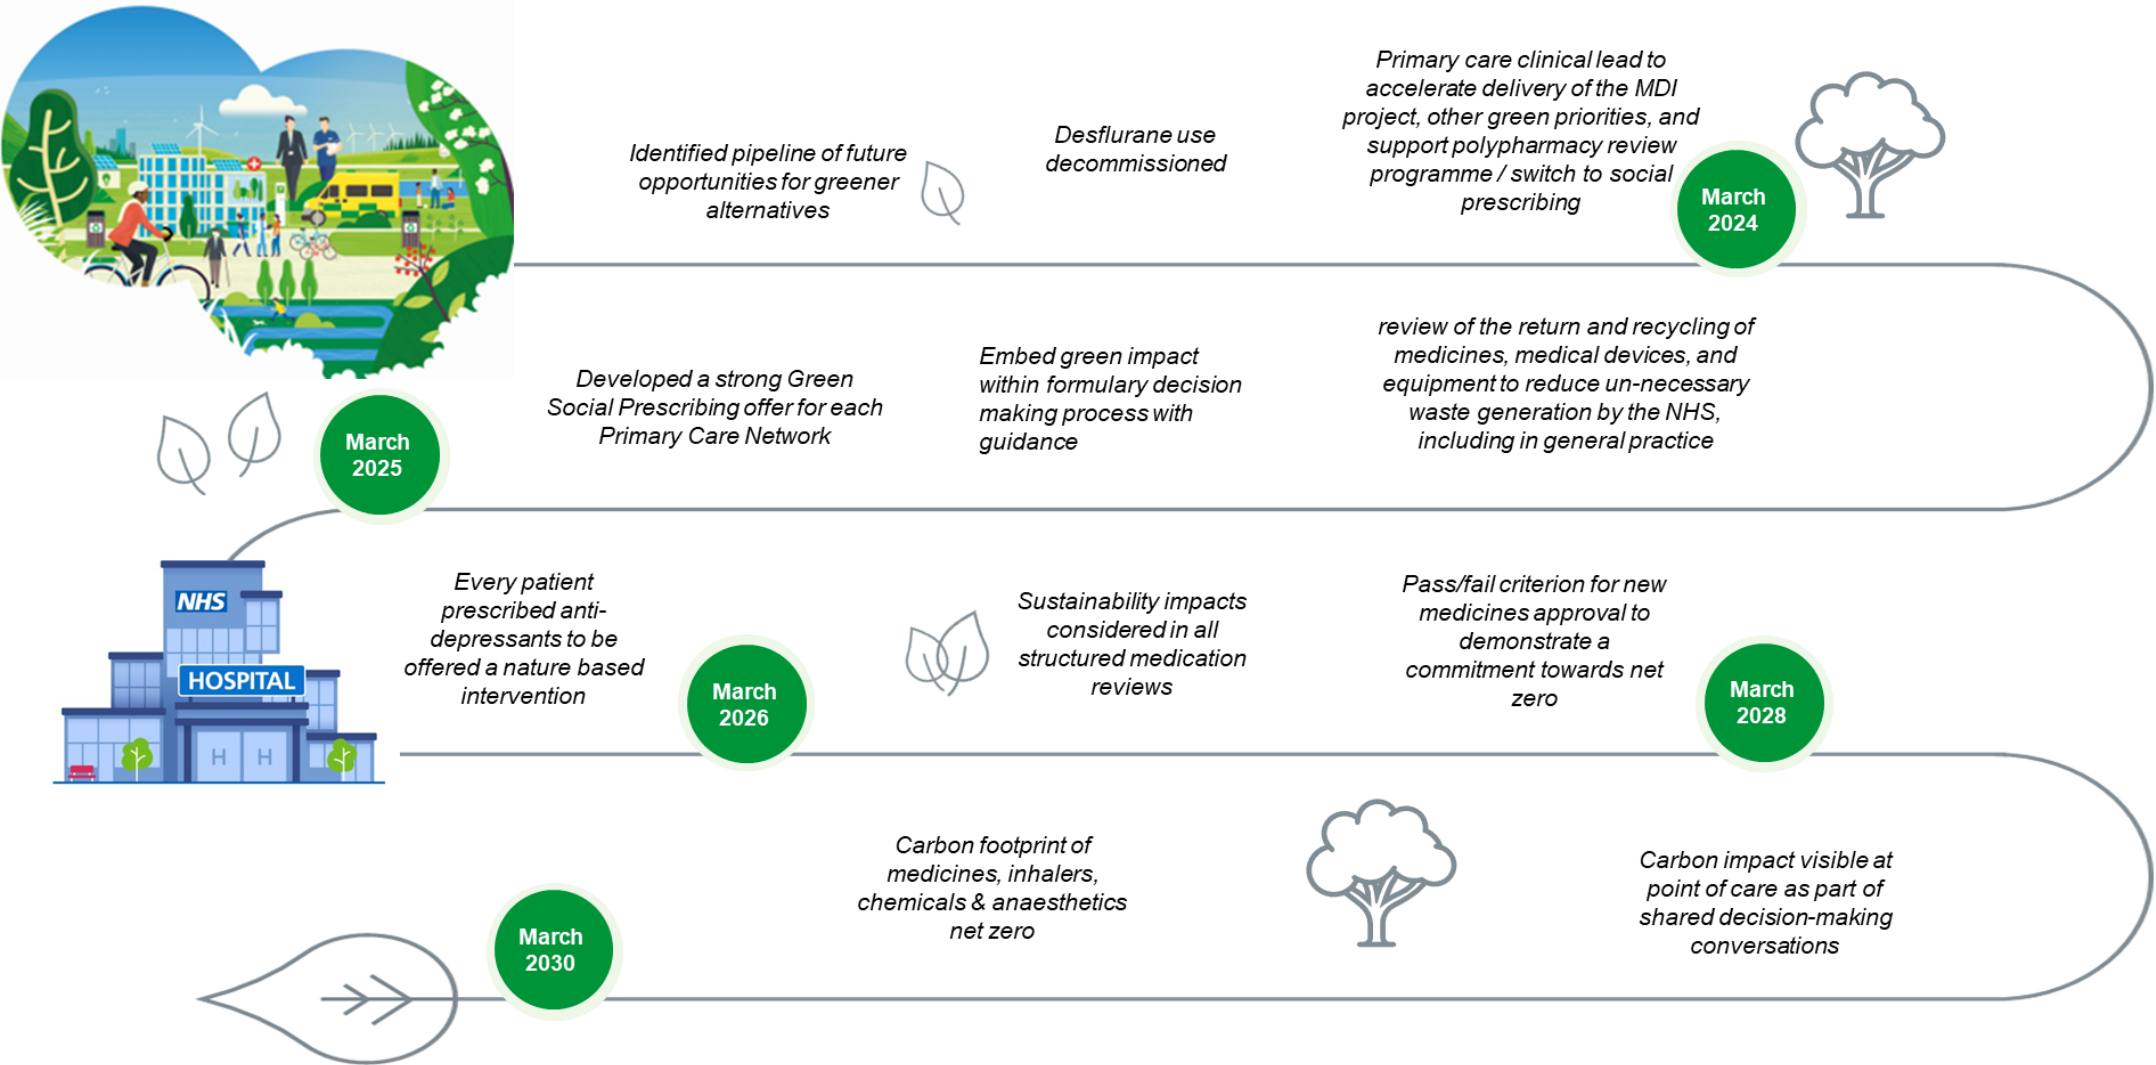 Identified pipeline of future
opportunities for greener
alternatives
Desflurane use
decommissioned
Primary care clinical lead to
accelerate delivery of the MDI
project, other green priorities, and
support polypharmacy review
programme / switch to social
prescribing
March
2024
review of the return and recycling of
medicines, medical devices, and
equipment to reduce un-necessary
waste generation by the NHS,
including in general practice
Embed green impact
within formulary decision
making process with
guidance
Developed a strong Green
Social Prescribing offer for each
Primary Care Network
March
2025
NHS
HOSPITAL
H H
Every patient
prescribed anti-
depressants to be
offered a nature based
intervention
March
2026
Sustainability impacts
considered in all
structured medication
reviews
Pass/fail criterion for new
medicines approval to
demonstrate a
commitment towards net
zero
March
2028
Carbon impact visible at
point of care as part of
shared decision-making
conversations
Carbon footprint of
medicines, inhalers,
chemicals & anaesthetics
net zero
March
2030